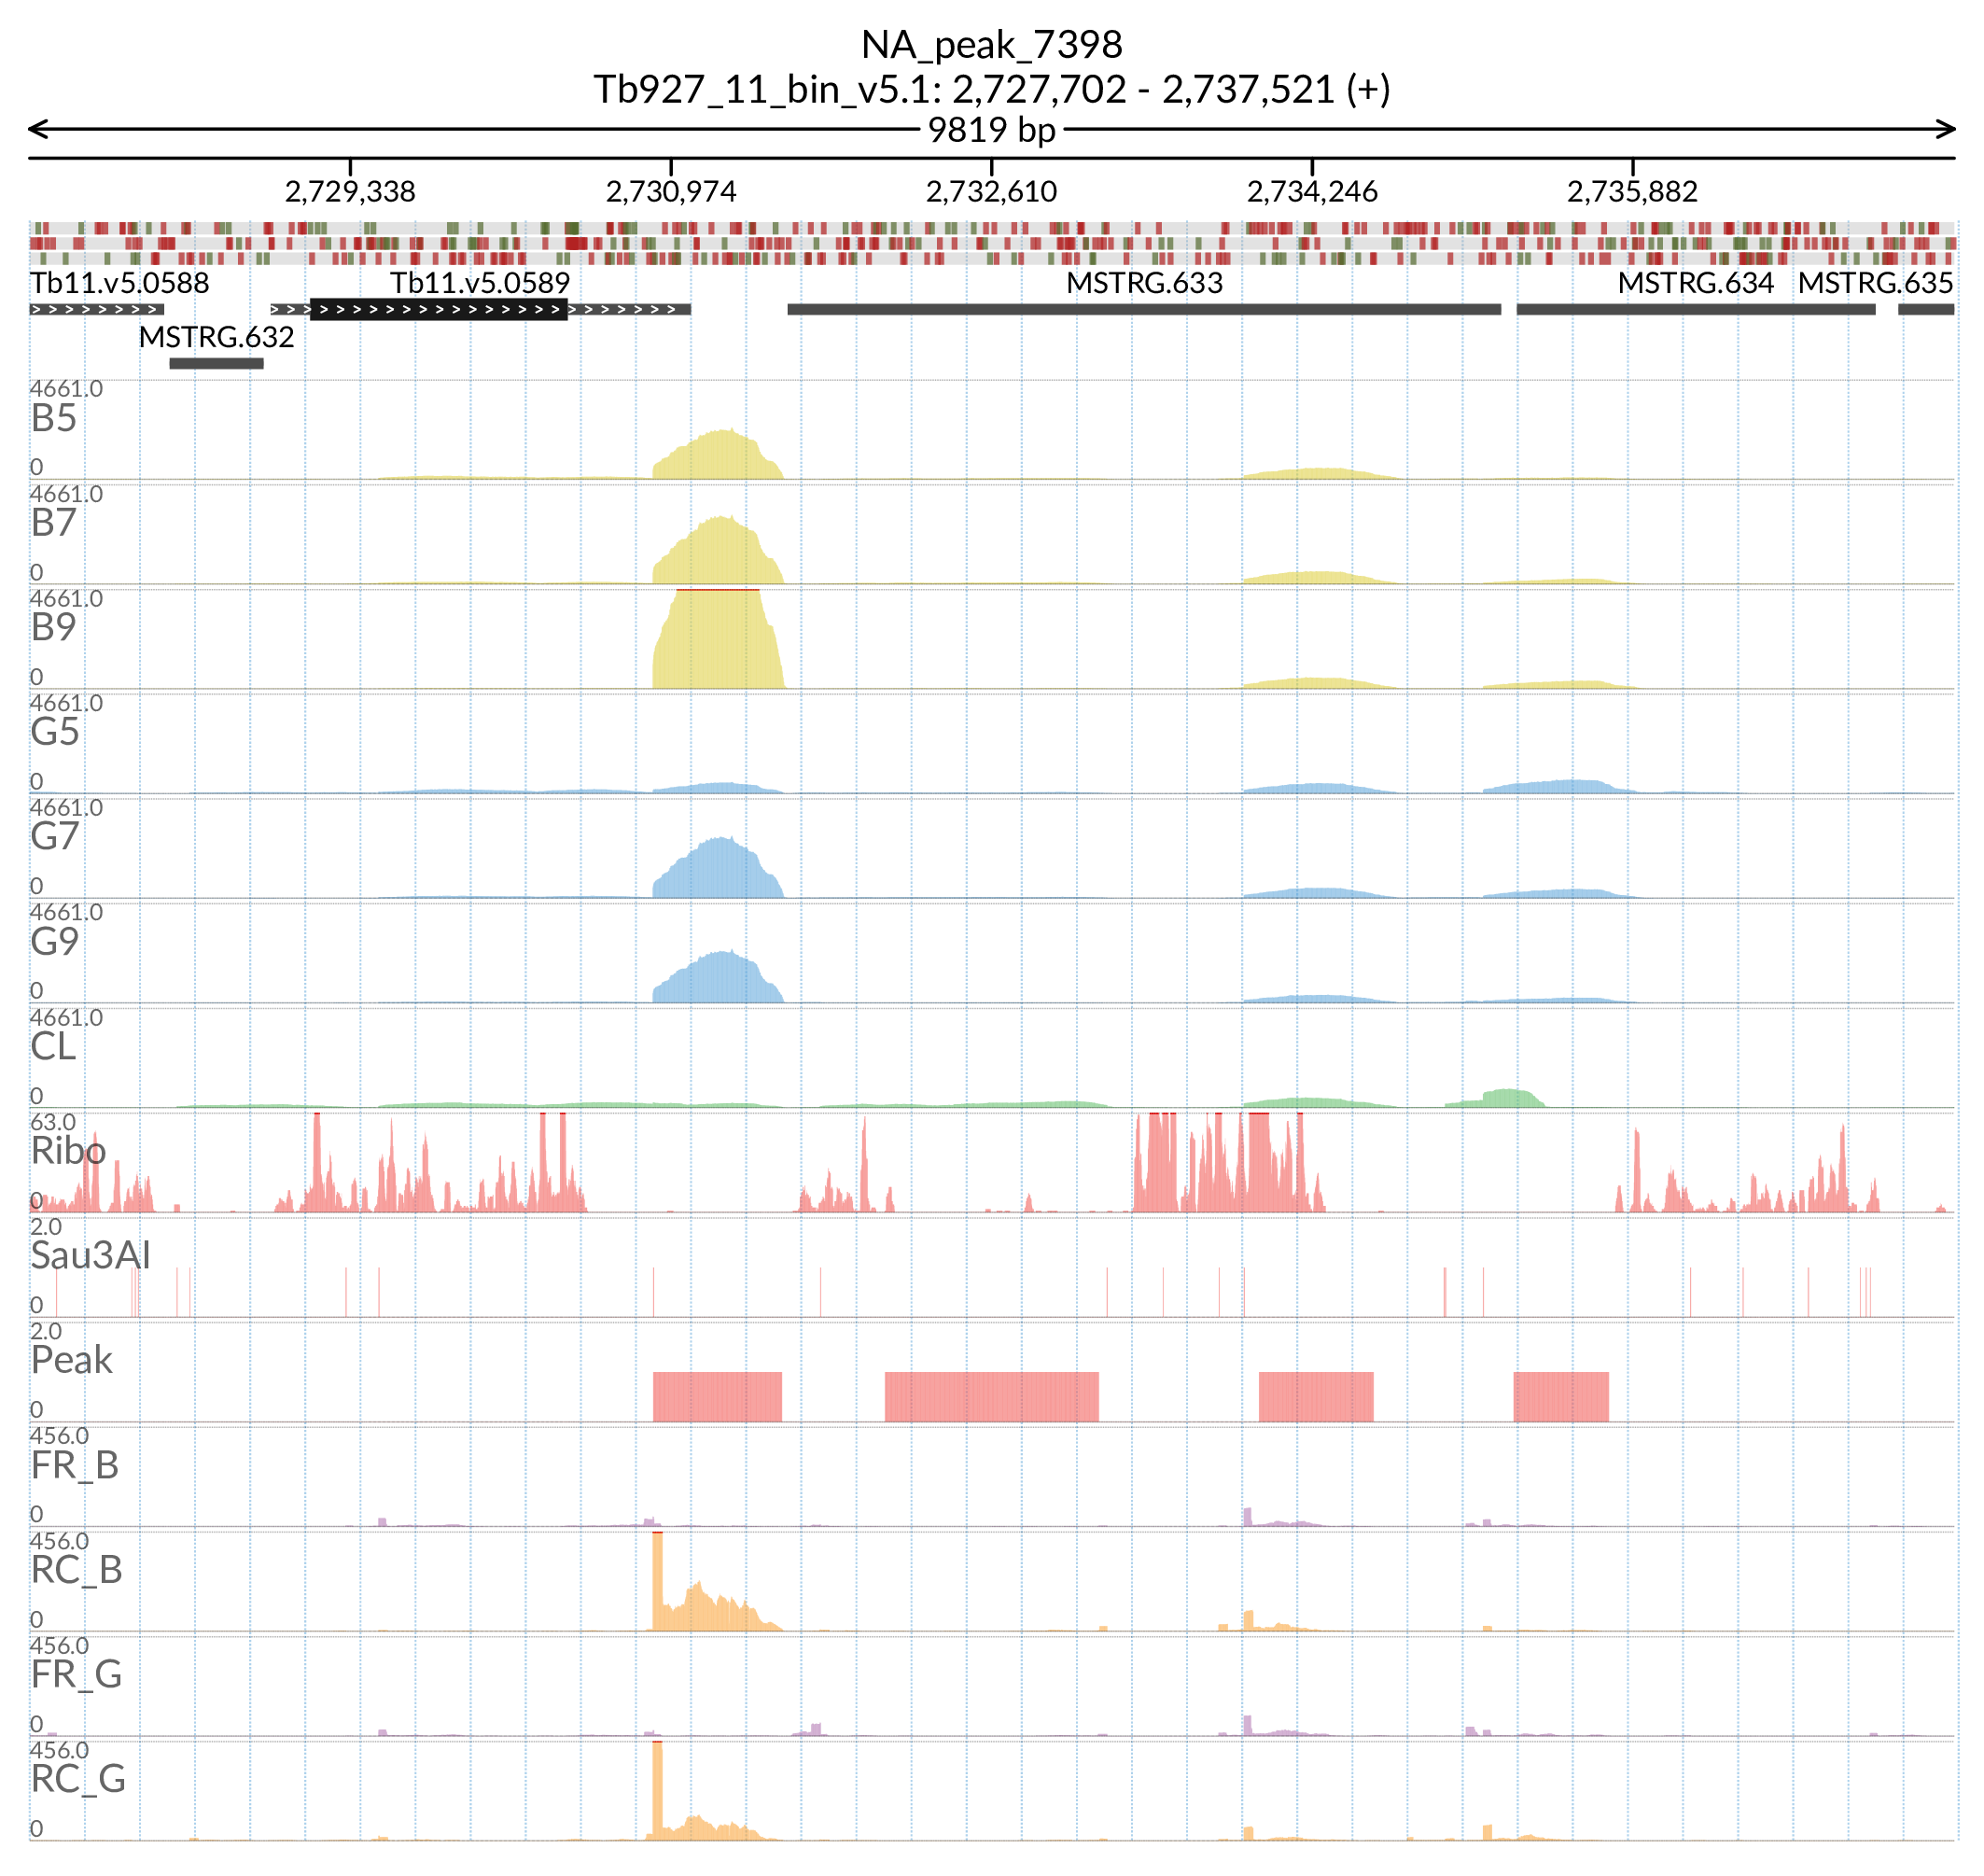 NA_peak_7398
Tb927_11_bin_v5.1: 2,727,702 - 2,737,521 (+)
9819 bp
2,729,338 2,730,974 2,732,610 2,734,246 2,735,882
Tb11.v5.0588 Tb11.v5.0589 MSTRG.633 MSTRG.634 MSTRG.635
MSTRG.632
4661.0
B5
0
4661.0
B7
0
4661.0
B9
0
4661.0
G5
0
4661.0
G7
0
4661.0
G9
0
4661.0
CL
0
63.0
Ribo
0
2.0
Sau3AI
0
2.0
Peak
0
456.0
FR_B
0
456.0
RC_B
0
456.0
FR_G
0
456.0
RC_G
0